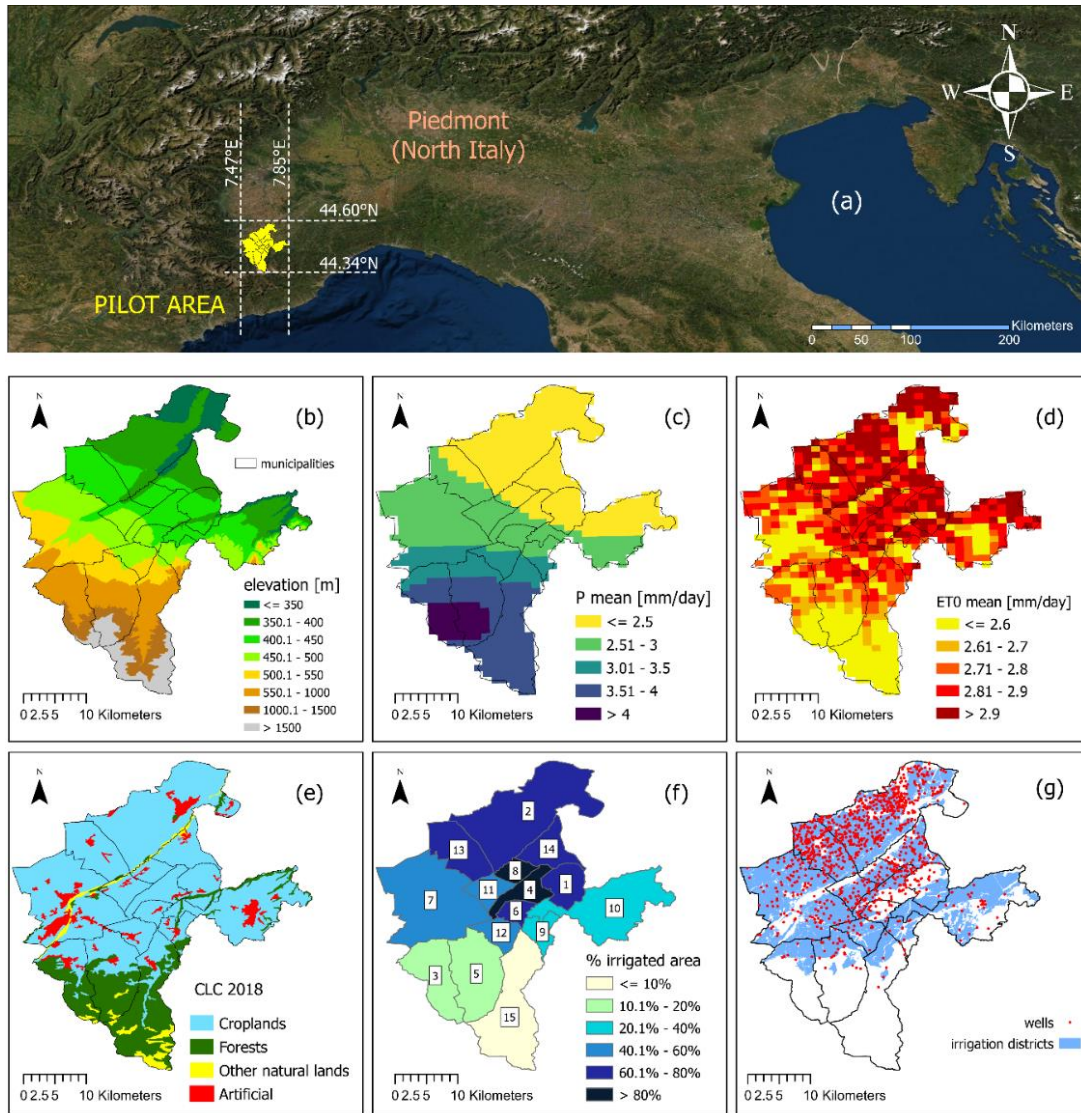 N
W E
S
Piedmont
(North Italy)
7.47°E
7.85°E
(a)
44.60°N
44.34°N
PILOT AREA
Kilometers
0 50 100 200
N
(b)
municipalities
elevation [m]
<= 350
350.1 - 400
400.1 - 450
450.1 - 500
500.1 - 550
550.1 - 1000
1000.1 - 1500
> 1500
0 2.5 5 10 Kilometers
N
(c)
P mean [mm/day]
<= 2.5
2.51 - 3
3.01 - 3.5
3.51 - 4
> 4
0 2.5 5 10 Kilometers
N
(d)
ET0 mean [mm/day]
<= 2.6
2.61 - 2.7
2.71 - 2.8
2.81 - 2.9
> 2.9
0 2.5 5 10 Kilometers
N
(e)
CLC 2018
Croplands
Forests
Other natural lands
Artificial
0 2.5 5 10 Kilometers
N
(f)
2
13
14
8
1
11
4
7
6
10
12
9
3
5
15
% irrigated area
<= 10%
10.1% - 20%
20.1% - 40%
40.1% - 60%
60.1% - 80%
> 80%
0 2.5 5 10 Kilometers
N
(g)
wells
irrigation districts
0 2.5 5 10 Kilometers